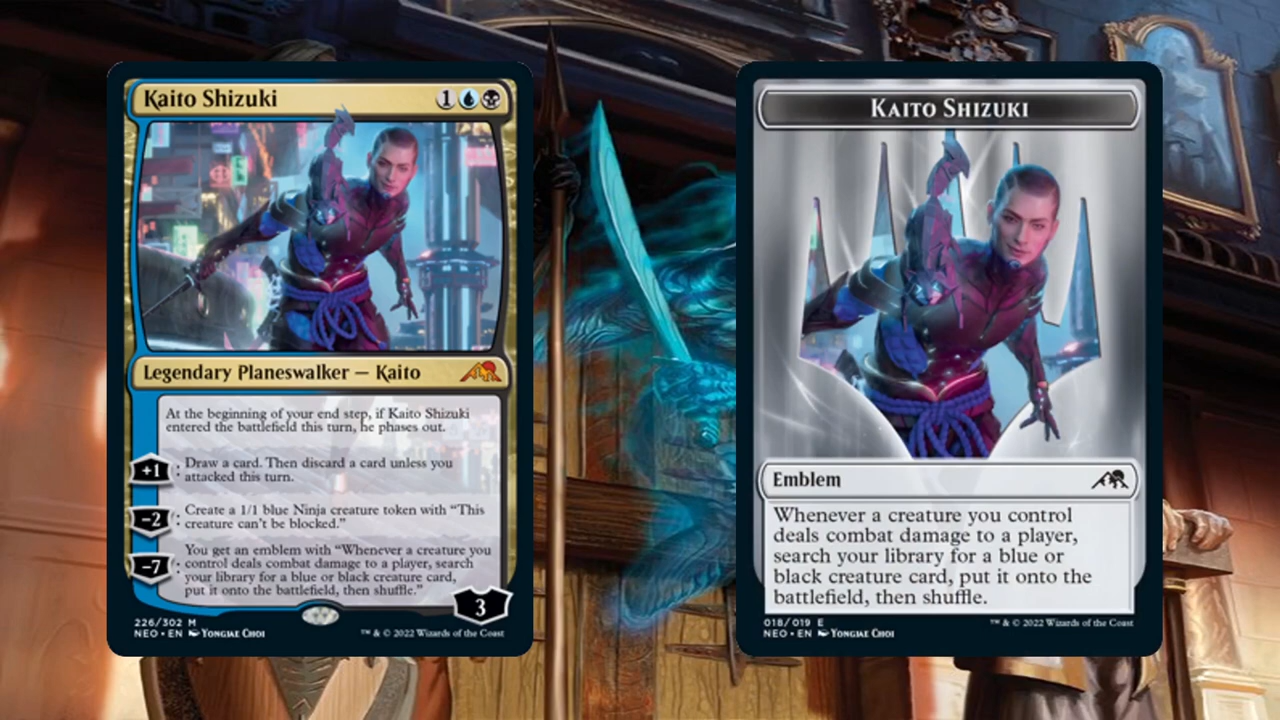 Kaito Shizuki
1
Legendary Planeswalker — Kaito
At the beginning of your end step, if Kaito Shizuki
entered the battlefield this turn, he phases out.
+1 : Draw a card. Then discard a card unless you
attacked this turn.
−2 : Create a 1/1 blue Ninja creature token with “This
creature can’t be blocked.”
−7 : You get an emblem with “Whenever a creature you
control deals combat damage to a player, search
your library for a blue or black creature card,
put it onto the battlefield, then shuffle.”
3
226/302 M
NEO • EN Yongjae Choi
™ & © 2022 Wizards of the Coast
Kaito Shizuki
Emblem
Whenever a creature you control
deals combat damage to a player,
search your library for a blue or
black creature card, put it onto the
battlefield, then shuffle.
018/019 E
NEO • EN Yongjae Choi
™ & © 2022 Wizards of the Coast